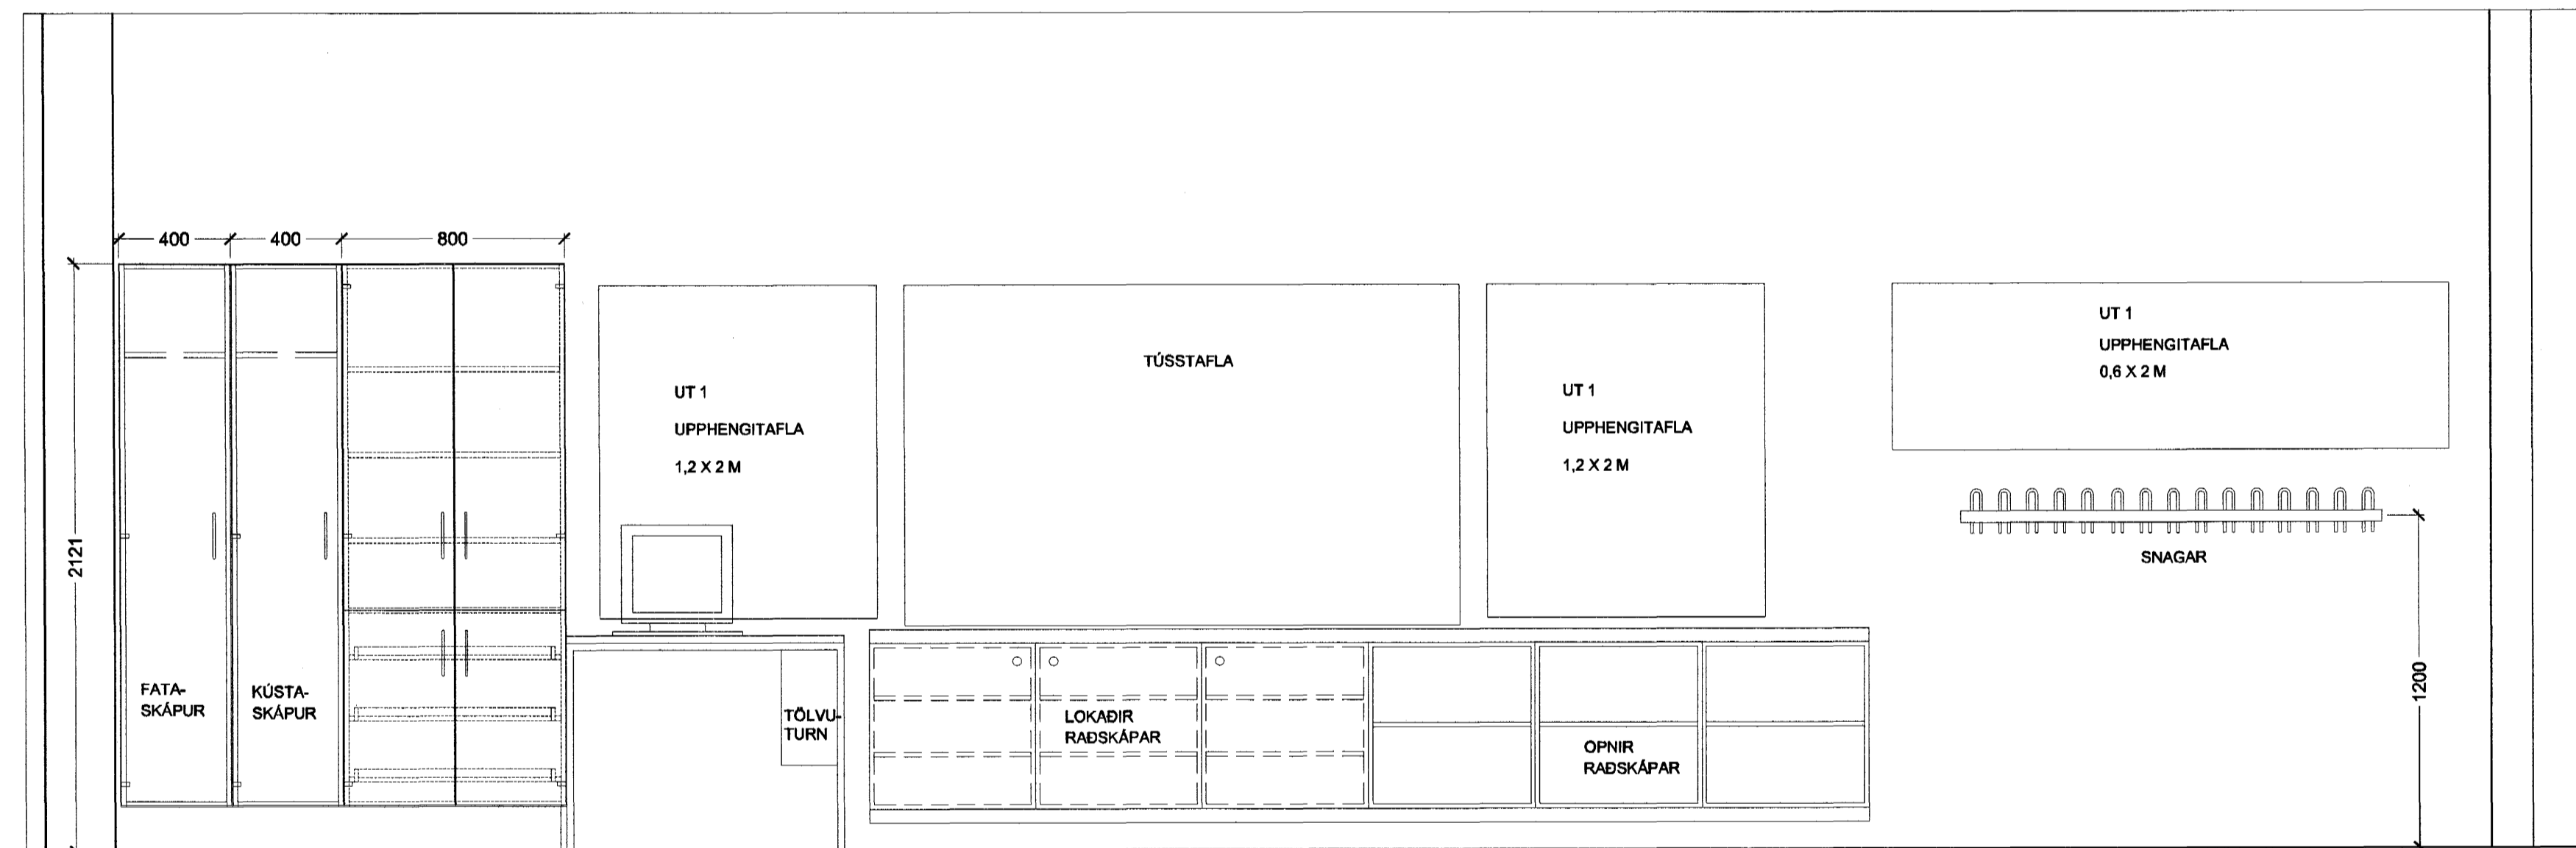 400
400
800
2121
FATA-
SKÁPUR
KÚSTA-
SKÁPUR
UT 1
UPPHENGITAFLA
1,2 X 2 M
TÖLVU-
TURN
TÚSSTAFLA
LOKAÐIR
RAÐSKÁPAR
UT 1
UPPHENGITAFLA
1,2 X 2 M
OPNIR
RAÐSKÁPAR
UT 1
UPPHENGITAFLA
0,6 X 2 M
SNAGAR
1200